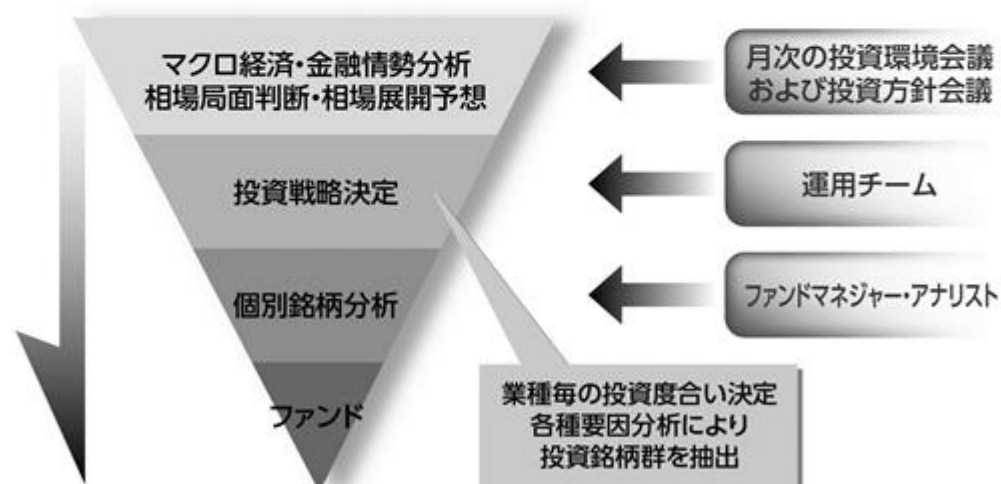 マクロ経済・金融情勢分析
相場局面判断・相場展開予想
月次の投資環境会議
および投資方針会議
投資戦略決定
運用チーム
個別銘柄分析
ファンドマネジャー・アナリスト
ファンド
業種毎の投資度合い決定
各種要因分析により
投資銘柄群を抽出